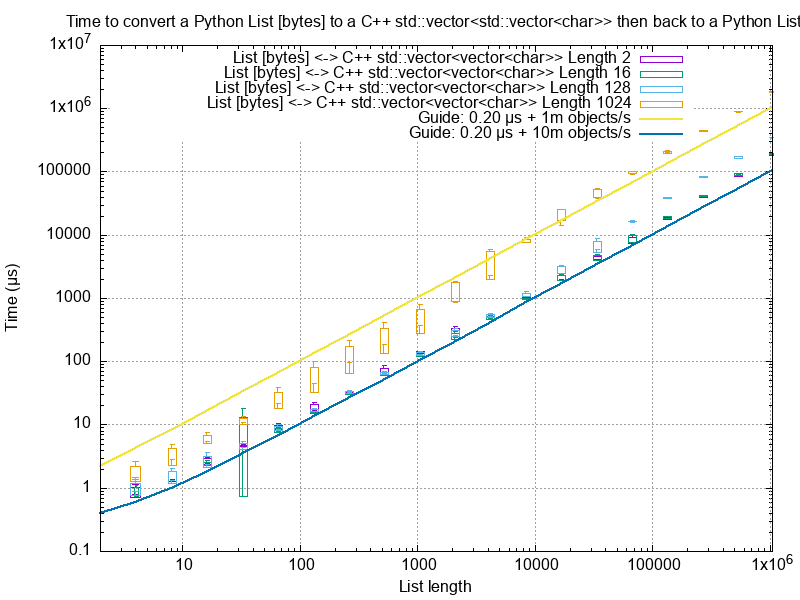 Time to convert a Python List [bytes] to a C++ std::vector<std::vector<char>> then back to a Python List
1x10^7
1x10^6
100000
10000
1000
100
10
1
0.1
Time (µs)
List [bytes] <-> C++ std::vector<vector<char>> Length 2
List [bytes] <-> C++ std::vector<vector<char>> Length 16
List [bytes] <-> C++ std::vector<vector<char>> Length 128
List [bytes] <-> C++ std::vector<vector<char>> Length 1024
Guide: 0.20 µs + 1m objects/s
Guide: 0.20 µs + 10m objects/s
10 100 1000 10000 100000 1x10^6
List length